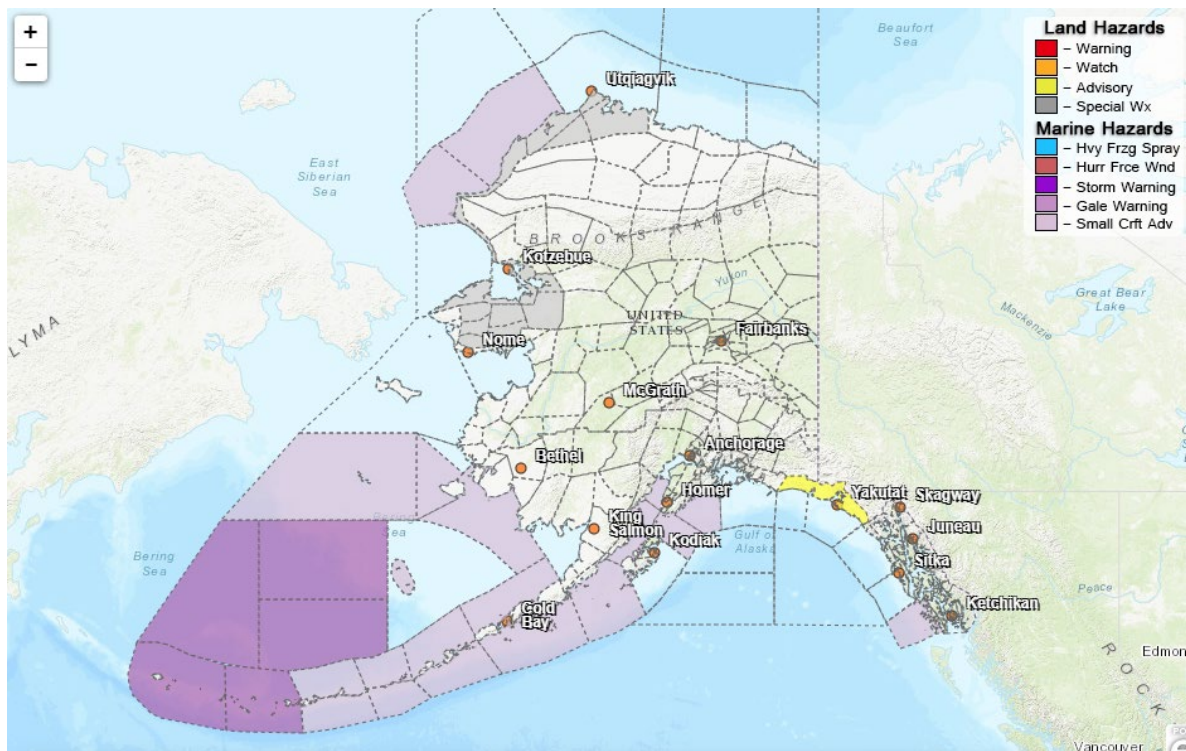 +
−
Land Hazards
– Warning
– Watch
– Advisory
– Special Wx
Marine Hazards
– Hvy Frzg Spray
– Hurr Frce Wnd
– Storm Warning
– Gale Warning
– Small Crft Adv
Beaufort
Sea
Utqiagvik
East
Siberian
Sea
BROOKS RANGE
Kotzebue
Yukon
Great Bear
Lake
Mackenzie
UNITED
STATES
Fairbanks
LYMA
Nome
McGrath
Anchorage
Bethel
Homer
Yakutat
Skagway
King
Salmon
Bering
Sea
Juneau
Gulf of
Alaska
Kodiak
Bering
Sea
Sitka
Peace
Cold
Bay
Ketchikan
Edmon
ROCK
Vancouver